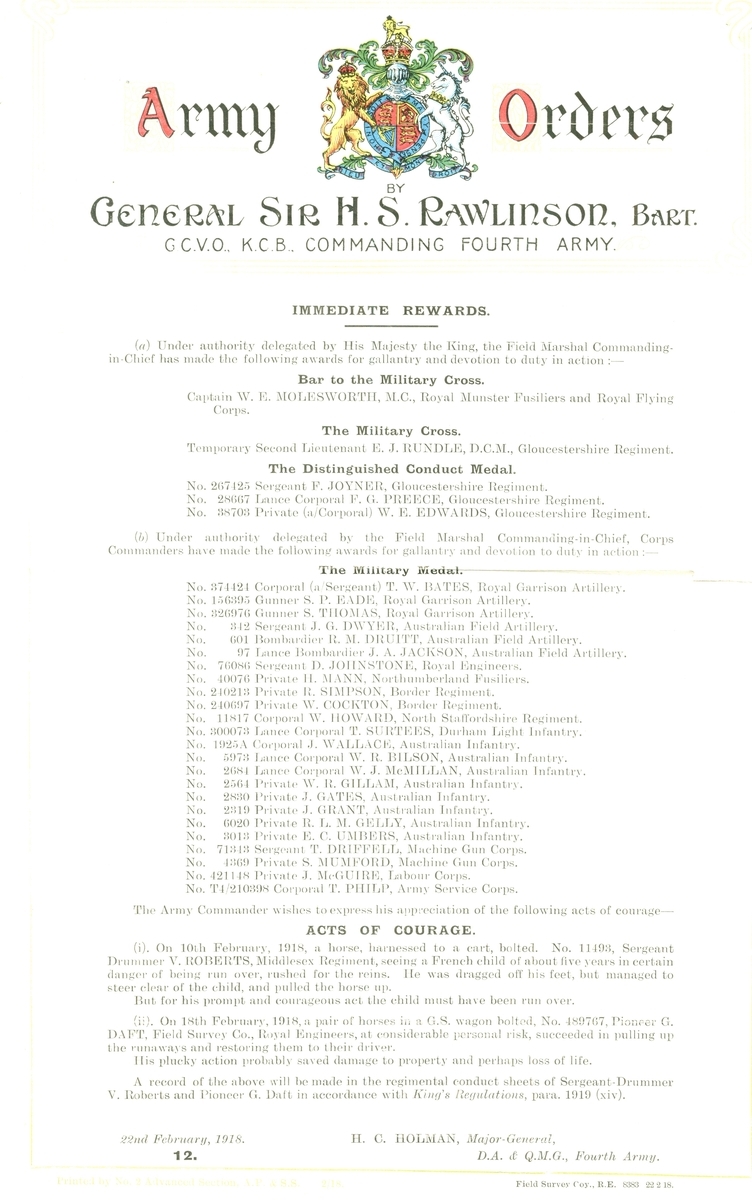 Army Orders
BY
GENERAL SIR H. S. RAWLINSON, BART.
G.C.V.O., K.C.B., COMMANDING FOURTH ARMY.
IMMEDIATE REWARDS.
(a) Under authority delegated by His Majesty the King, the Field Marshal Commanding-
in-Chief has made the following awards for gallantry and devotion to duty in action :—
Bar to the Military Cross.
Captain W. E. MOLESWORTH, M.C., Royal Munster Fusiliers and Royal Flying
Corps.
The Military Cross.
Temporary Second Lieutenant E. J. RUNDLE, D.C.M., Gloucestershire Regiment.
The Distinguished Conduct Medal.
No. 267425 Sergeant F. JOYNER, Gloucestershire Regiment.
No. 28667 Lance Corporal F. G. PREECE, Gloucestershire Regiment.
No. 38703 Private (a/Corporal) W. E. EDWARDS, Gloucestershire Regiment.
(b) Under authority delegated by the Field Marshal Commanding-in-Chief, Corps
Commanders have made the following awards for gallantry and devotion to duty in action :—
The Military Medal.
No. 374424 Corporal (a/Sergeant) T. W. BATES, Royal Garrison Artillery.
No. 156395 Gunner S. P. EADE, Royal Garrison Artillery.
No. 326976 Gunner S. THOMAS, Royal Garrison Artillery.
No. 342 Sergeant J. G. DWYER, Australian Field Artillery.
No. 601 Bombardier R. M. DRUITT, Australian Field Artillery.
No. 97 Lance Bombardier J. A. JACKSON, Australian Field Artillery.
No. 76086 Sergeant D. JOHNSTONE, Royal Engineers.
No. 40076 Private H. MANN, Northumberland Fusiliers.
No. 240213 Private R. SIMPSON, Border Regiment.
No. 240697 Private W. COCKTON, Border Regiment.
No. 11817 Corporal W. HOWARD, North Staffordshire Regiment.
No. 300073 Lance Corporal T. SURTEES, Durham Light Infantry.
No. 1925A Corporal J. WALLACE, Australian Infantry.
No. 5973 Lance Corporal W. R. BILSON, Australian Infantry.
No. 2684 Lance Corporal W. J. McMILLAN, Australian Infantry.
No. 2564 Private W. R. GILLAM, Australian Infantry.
No. 2830 Private J. GATES, Australian Infantry.
No. 2319 Private J. GRANT, Australian Infantry.
No. 6020 Private R. L. M. GELLY, Australian Infantry.
No. 3013 Private E. C. UMBERS, Australian Infantry.
No. 71343 Sergeant T. DRIFFELL, Machine Gun Corps.
No. 4369 Private S. MUMFORD, Machine Gun Corps.
No. 421148 Private J. McGUIRE, Labour Corps.
No. T4/210398 Corporal T. PHILP, Army Service Corps.
The Army Commander wishes to express his appreciation of the following acts of courage—
ACTS OF COURAGE.
(i). On 10th February, 1918, a horse, harnessed to a cart, bolted. No. 11493, Sergeant
Drummer V. ROBERTS, Middlesex Regiment, seeing a French child of about five years in certain
danger of being run over, rushed for the reins. He was dragged off his feet, but managed to
steer clear of the child, and pulled the horse up.
But for his prompt and courageous act the child must have been run over.
(ii). On 18th February, 1918, a pair of horses in a G.S. wagon bolted, No. 489767, Pioneer G.
DAFT, Field Survey Co., Royal Engineers, at considerable personal risk, succeeded in pulling up
the runaways and restoring them to their driver.
His plucky action probably saved damage to property and perhaps loss of life.
A record of the above will be made in the regimental conduct sheets of Sergeant-Drummer
V. Roberts and Pioneer G. Daft in accordance with King's Regulations, para. 1919 (xiv).
22nd February, 1918. H. C. HOLMAN, Major-General,
12. D.A. & Q.M.G., Fourth Army.
Field Survey Coy., R.E. 8383 22 2 18.